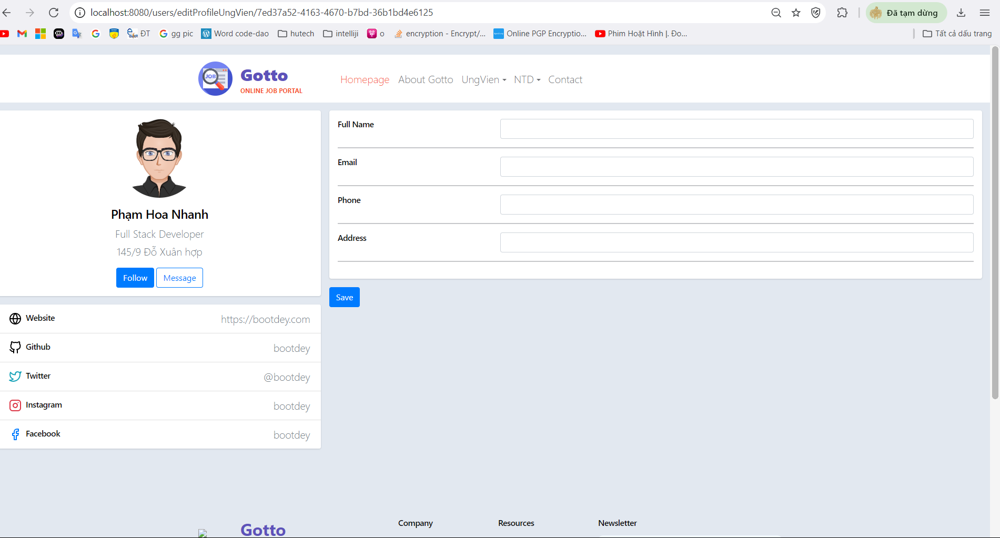 localhost:8080/users/editProfileUngVien/7ed37a52-4163-4670-b7bd-36b1bd4e6125
Đã tạm dừng
ĐT
gg pic
Word code-dao
hutech
intelliji
o
encryption - Encrypt/...
Online PGP Encryptio...
Phim Hoạt Hình |. Đo...
Tất cả dấu trang
JOB
Gotto
ONLINE JOB PORTAL
Homepage
About Gotto
UngVien
NTD
Contact
Phạm Hoa Nhanh
Full Stack Developer
145/9 Đỗ Xuân hợp
Follow
Message
Website
https://bootdey.com
Github
bootdey
Twitter
@bootdey
Instagram
bootdey
Facebook
bootdey
Full Name
Email
Phone
Address
Save
Gotto
Company
Resources
Newsletter